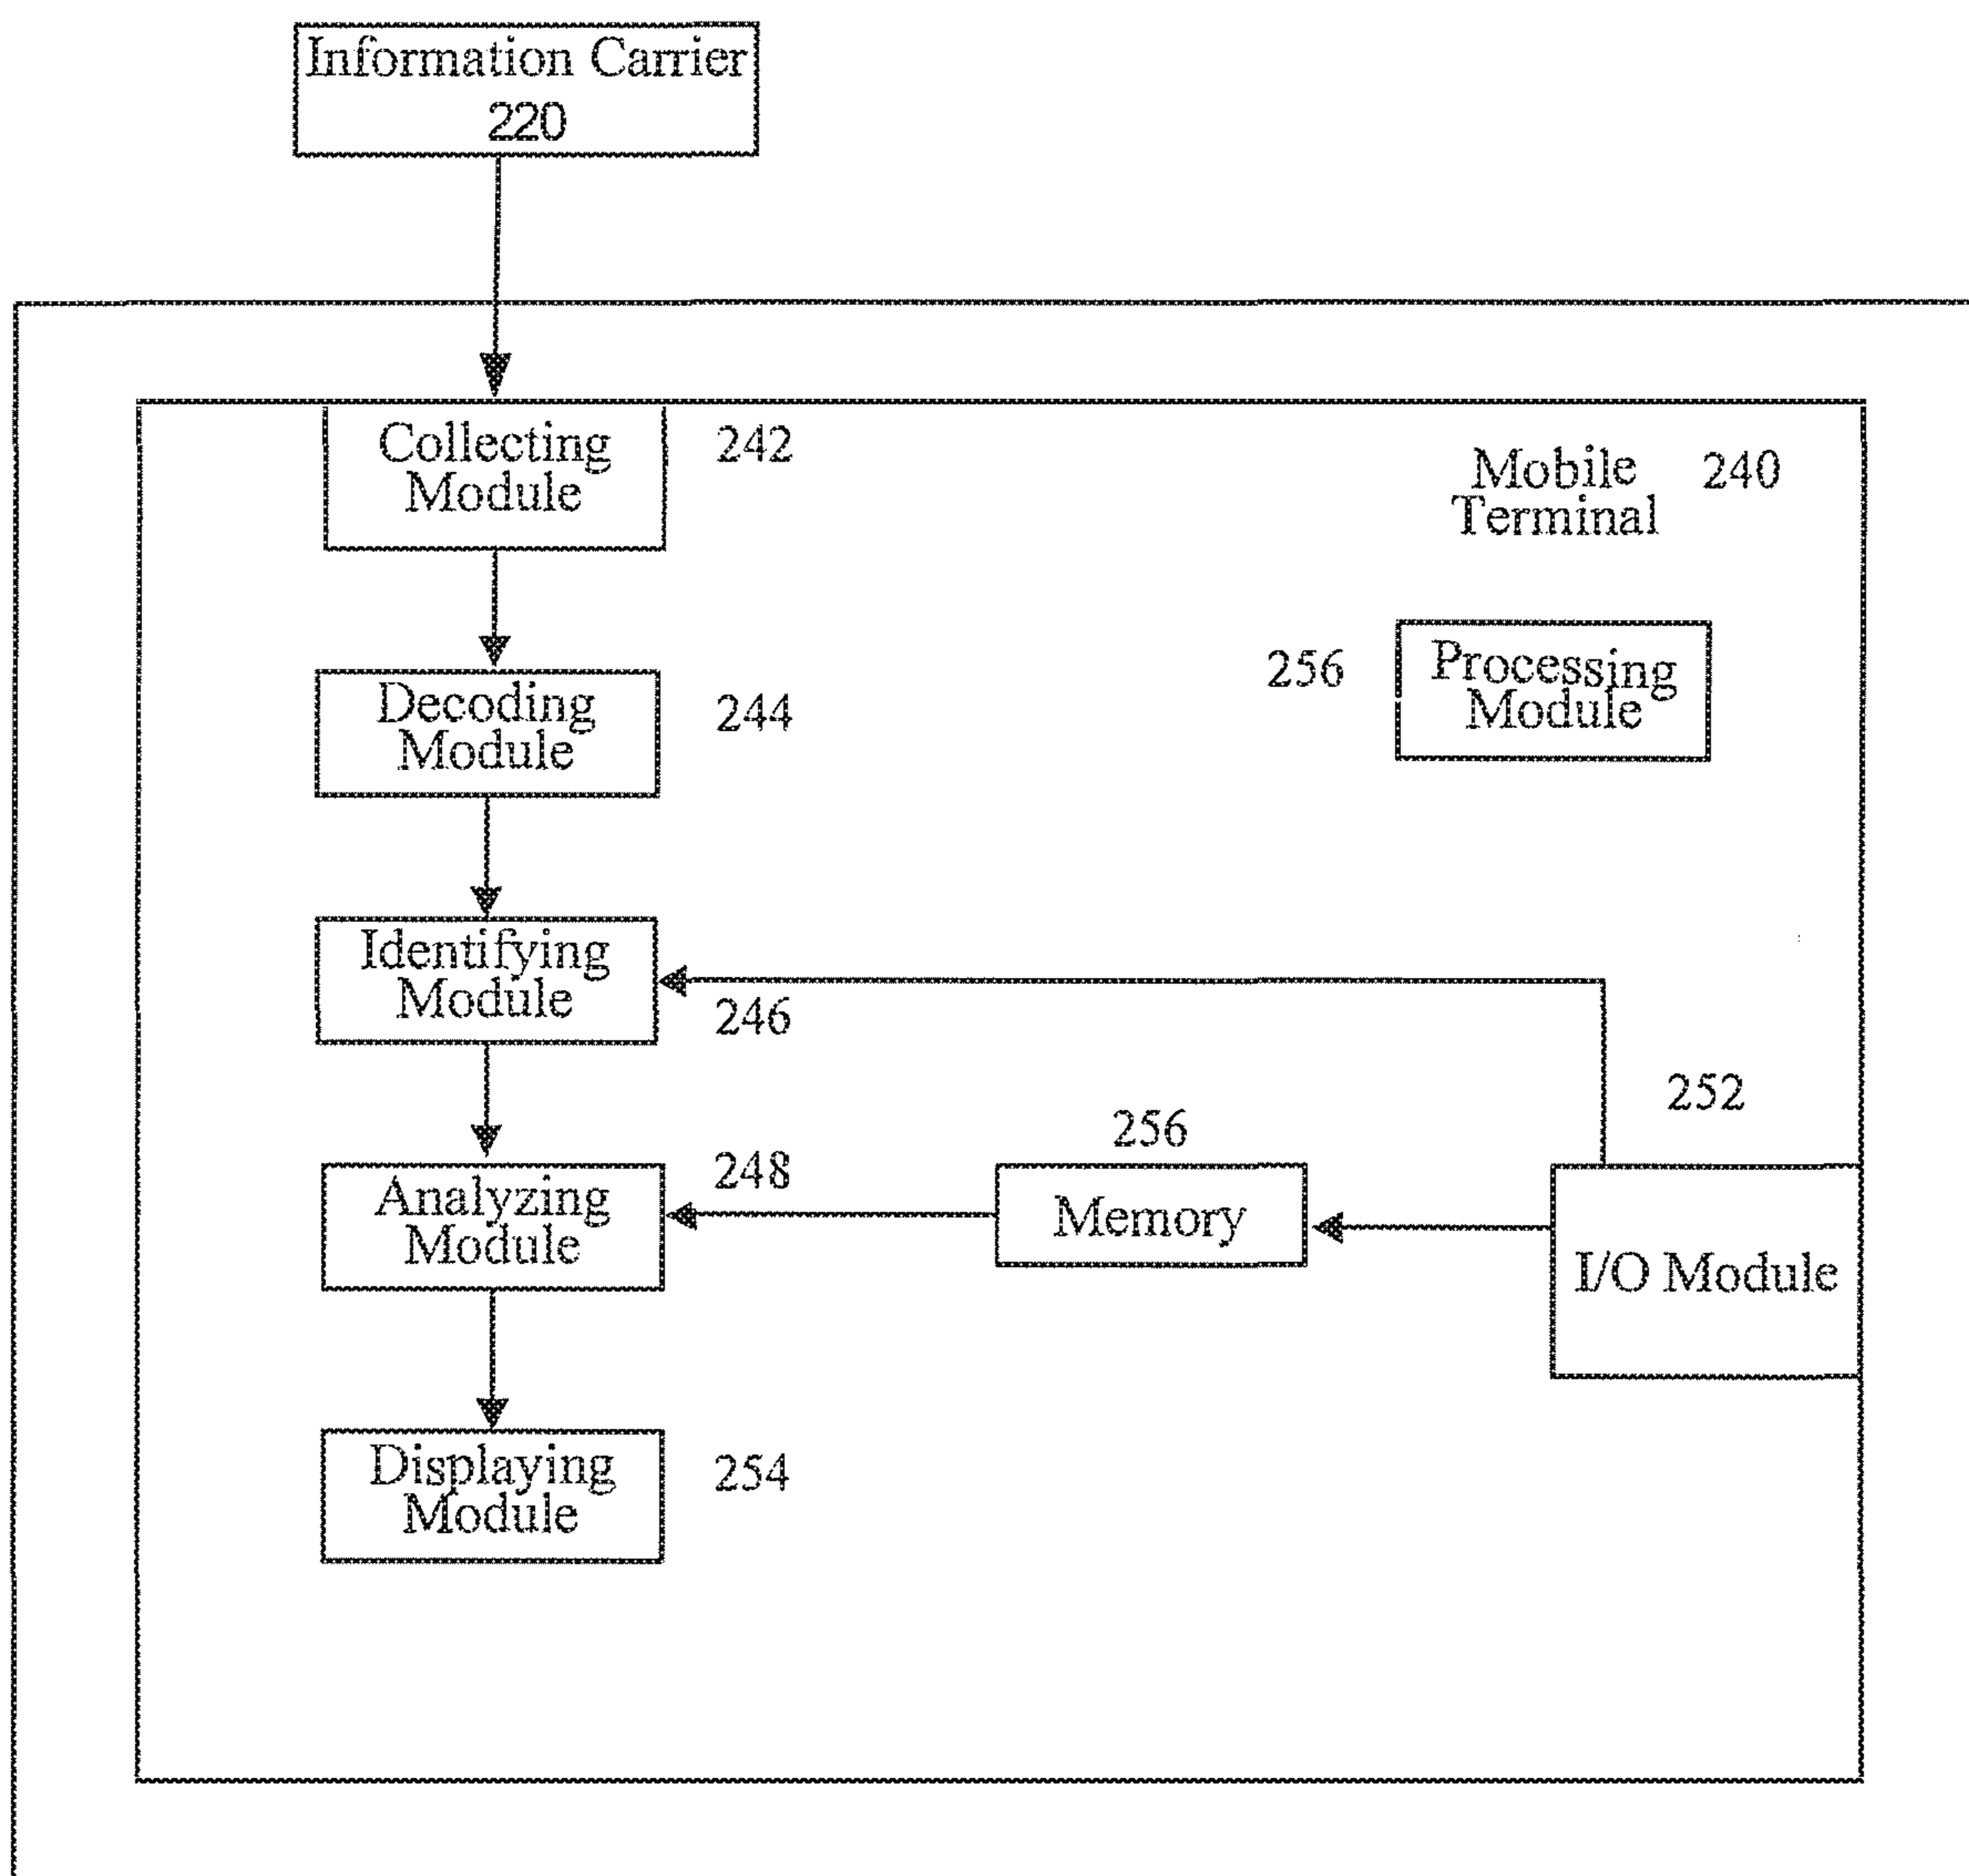 Information Carrier
220
Collecting
Module
242
Mobile
Terminal
240
Decoding
Module
244
256
Processing
Module
Identifying
Module
246
252
256
Analyzing
Module
248
Memory
I/O Module
Displaying
Module
254